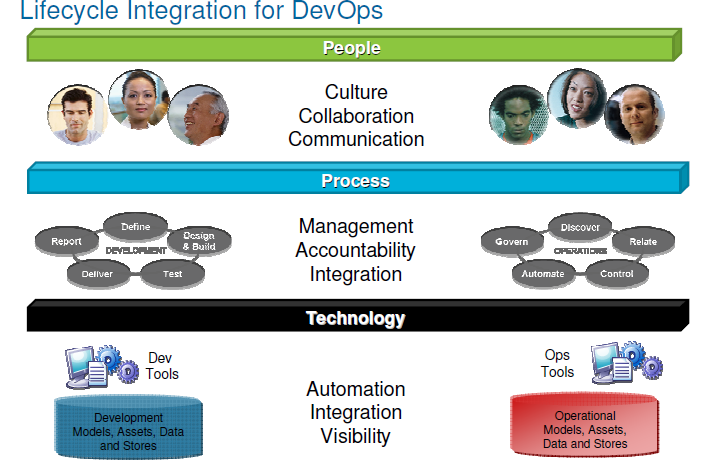 Lifecycle Integration for DevOps
People
Culture
Collaboration
Communication
Process
Define
Report
Design
& Build
DEVELOPMENT
Deliver
Test
Management
Accountability
Integration
Discover
Govern
Relate
OPERATIONS
Automate
Control
Technology
Dev
Tools
Development
Models, Assets, Data
and Stores
Automation
Integration
Visibility
Ops
Tools
Operational
Models, Assets,
Data and Stores